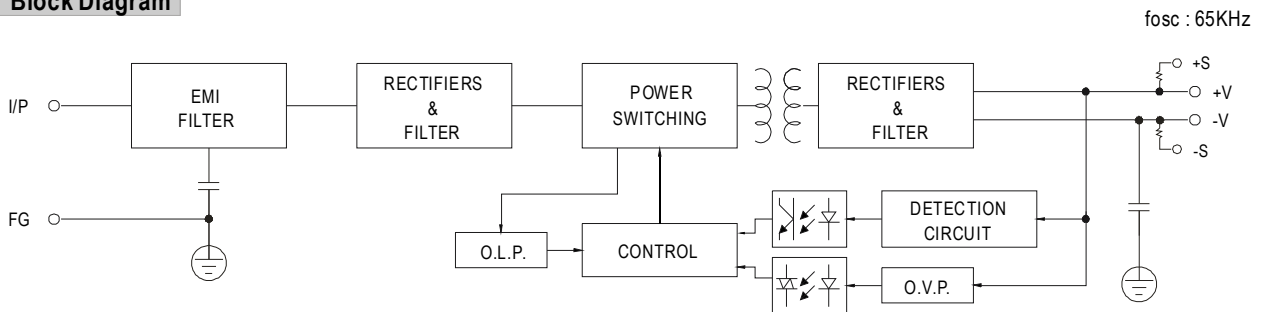 Block Diagram
fosc : 65KHz
I/P
EMI
FILTER
RECTIFIERS
&
FILTER
POWER
SWITCHING
RECTIFIERS
&
FILTER
+S
+V
-V
-S
FG
O.L.P.
CONTROL
DETECTION
CIRCUIT
O.V.P.